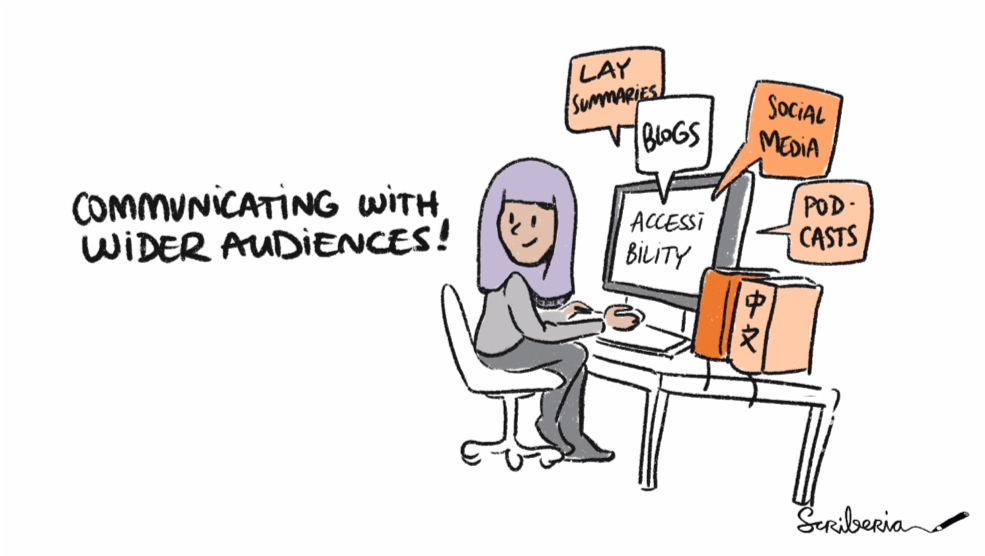 COMMUNICATING WITH
WIDER AUDIENCES!
LAY
SUMMARIES
BLOGS
SOCIAL
MEDIA
POD-
CASTS
ACCESSI
BILITY
中
文
Scriberia